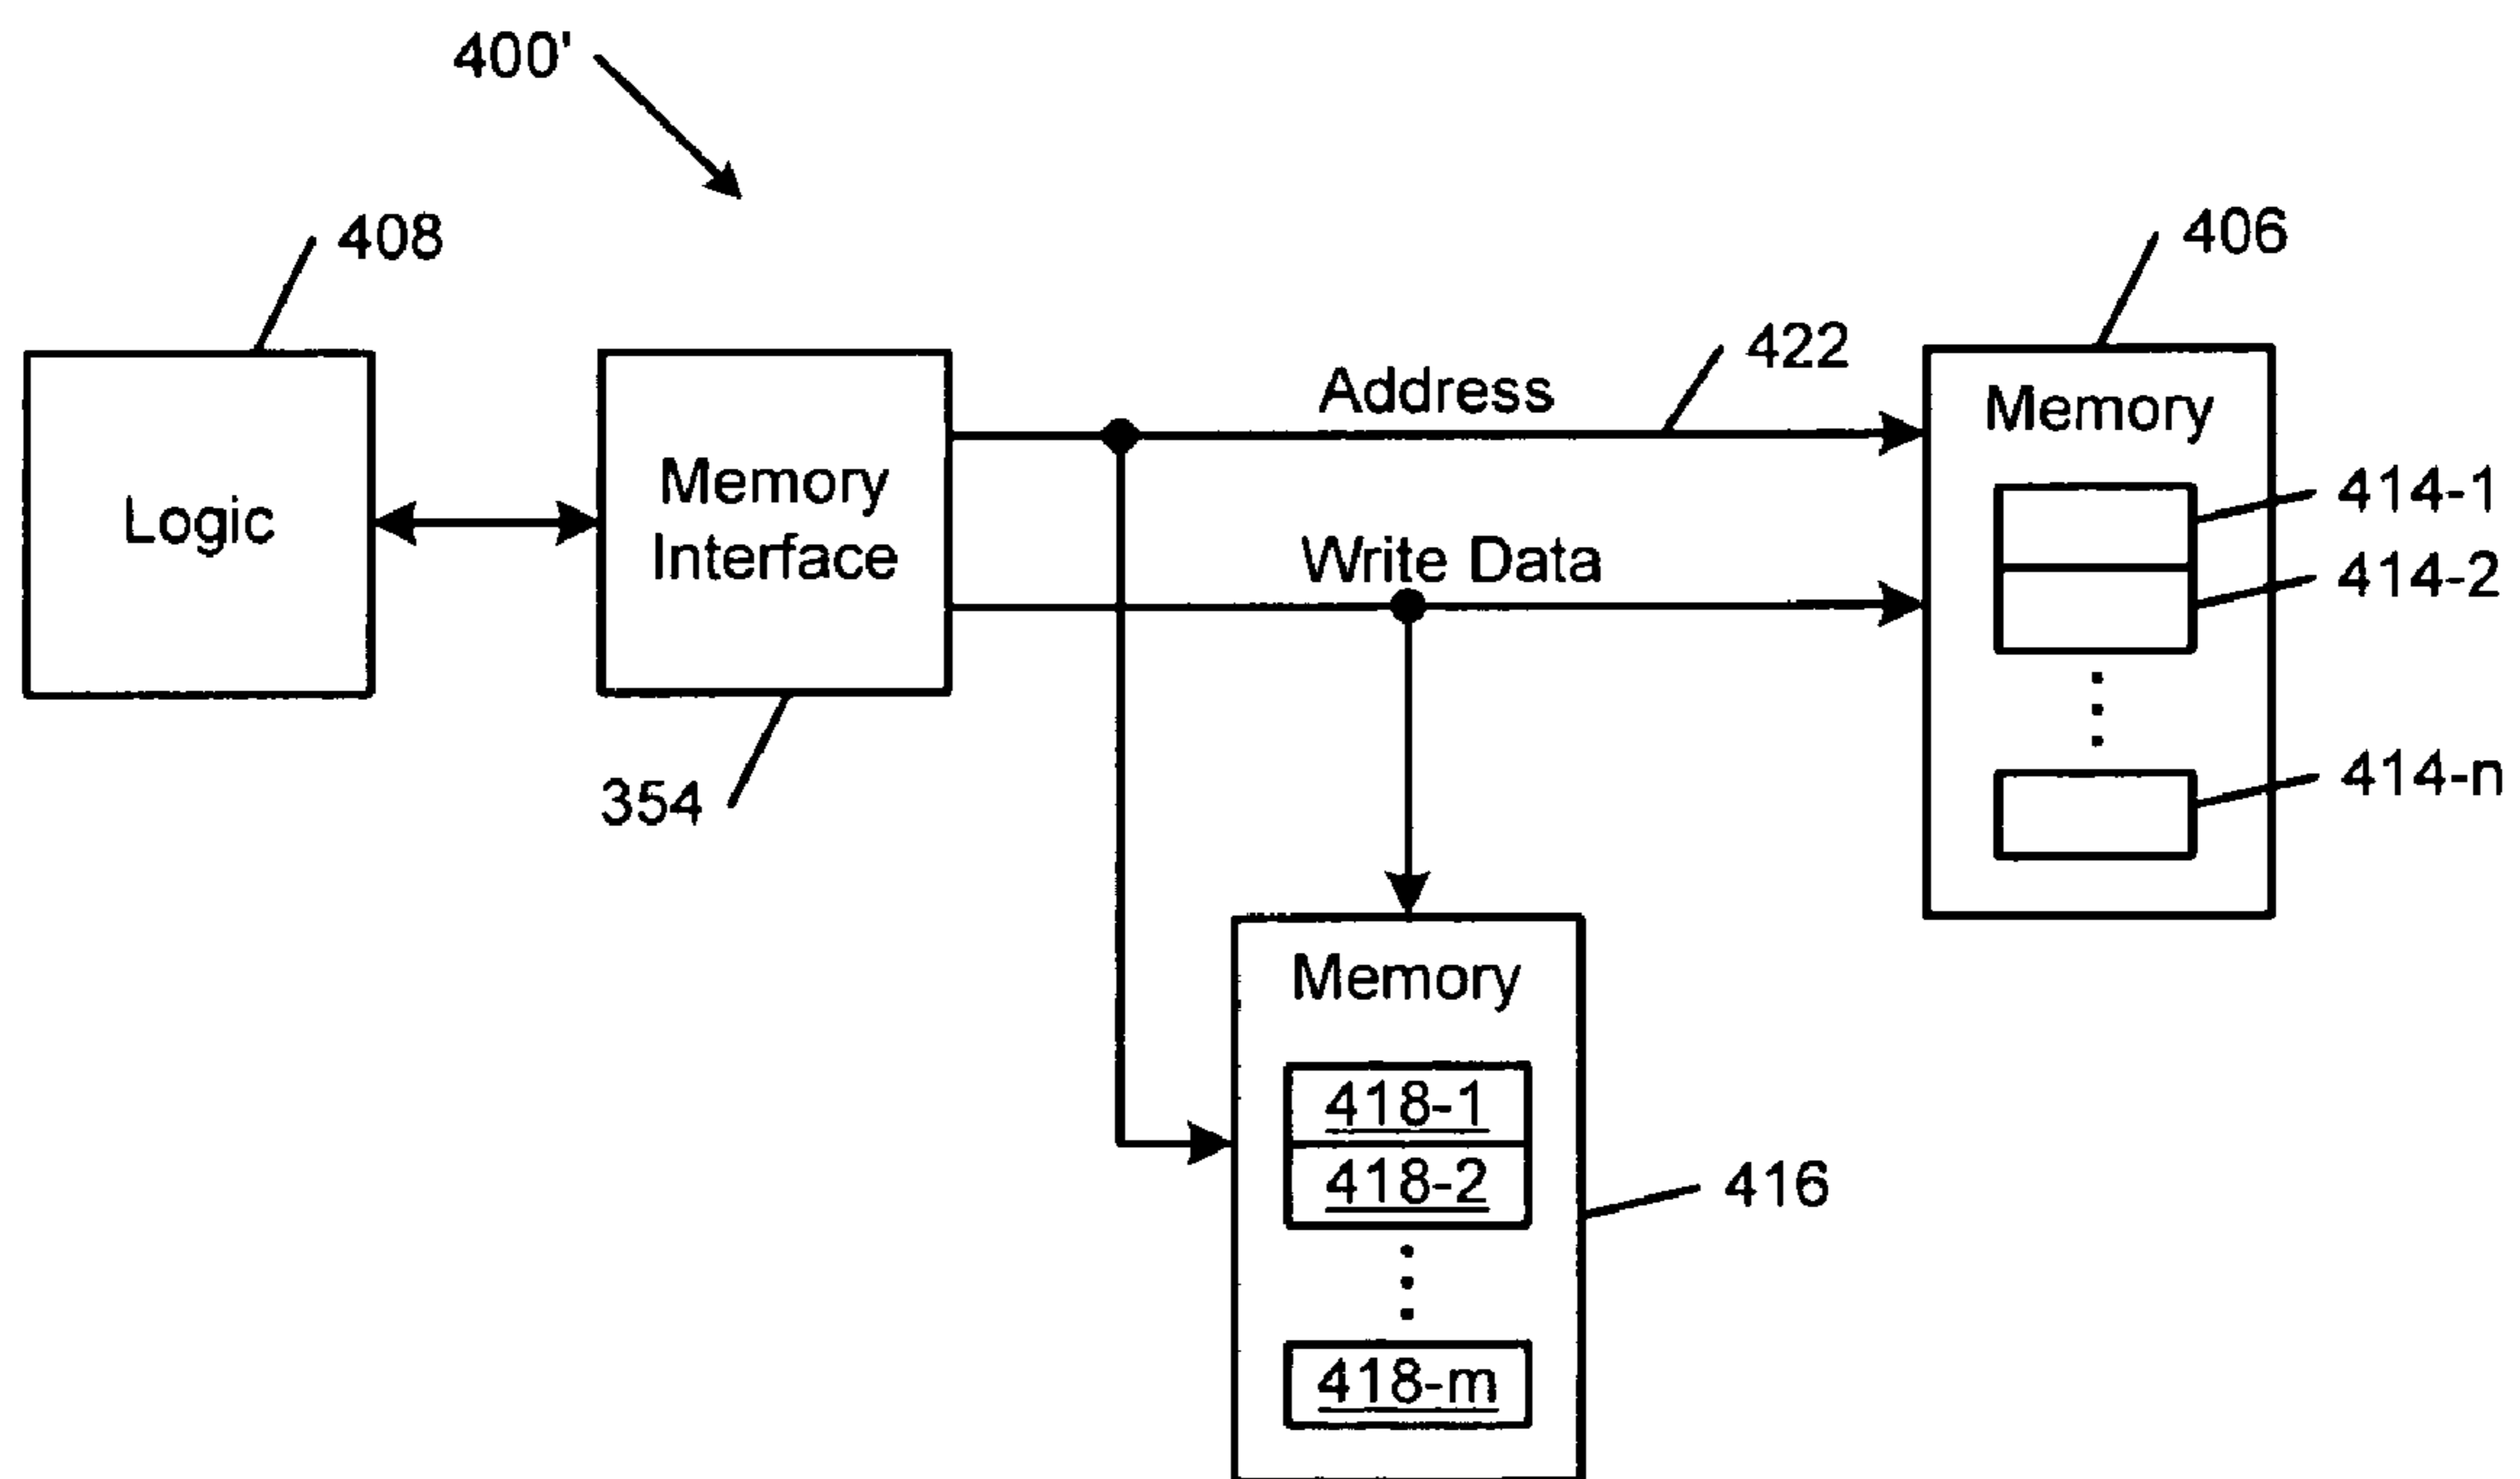 400'
408
406
422
Address
Memory
414-1
Memory
Interface
Logic
Write Data
414-2
354
414-n
Memory
418-1
418-2
416
418-m